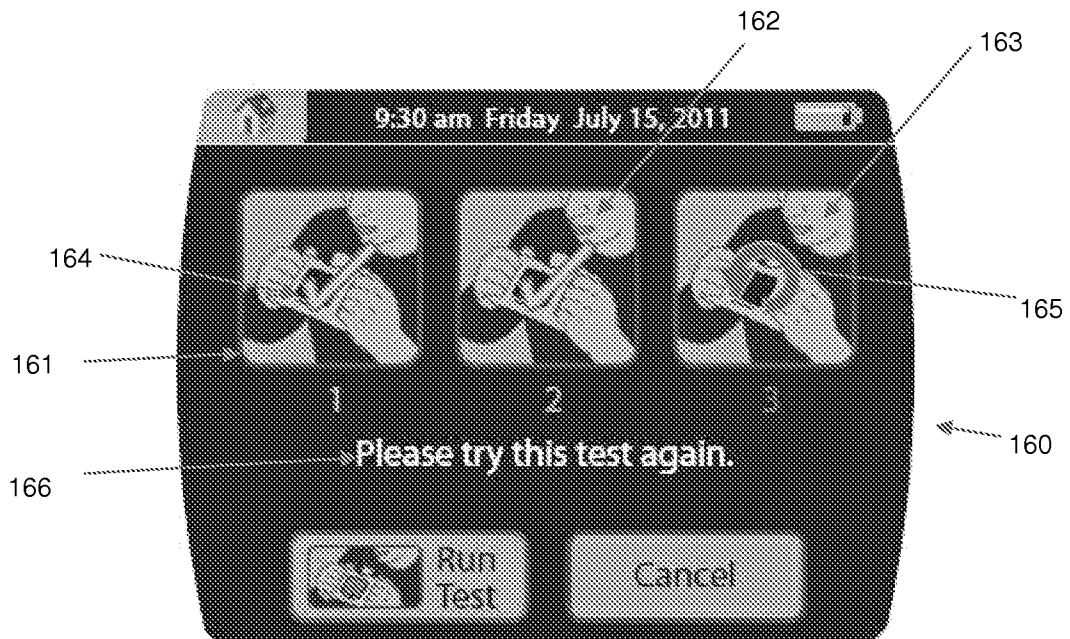 162
163
9:30 am Friday July 15, 2011
164
165
161
1 2 3
160
Please try this test again.
166
Run
Test
Cancel